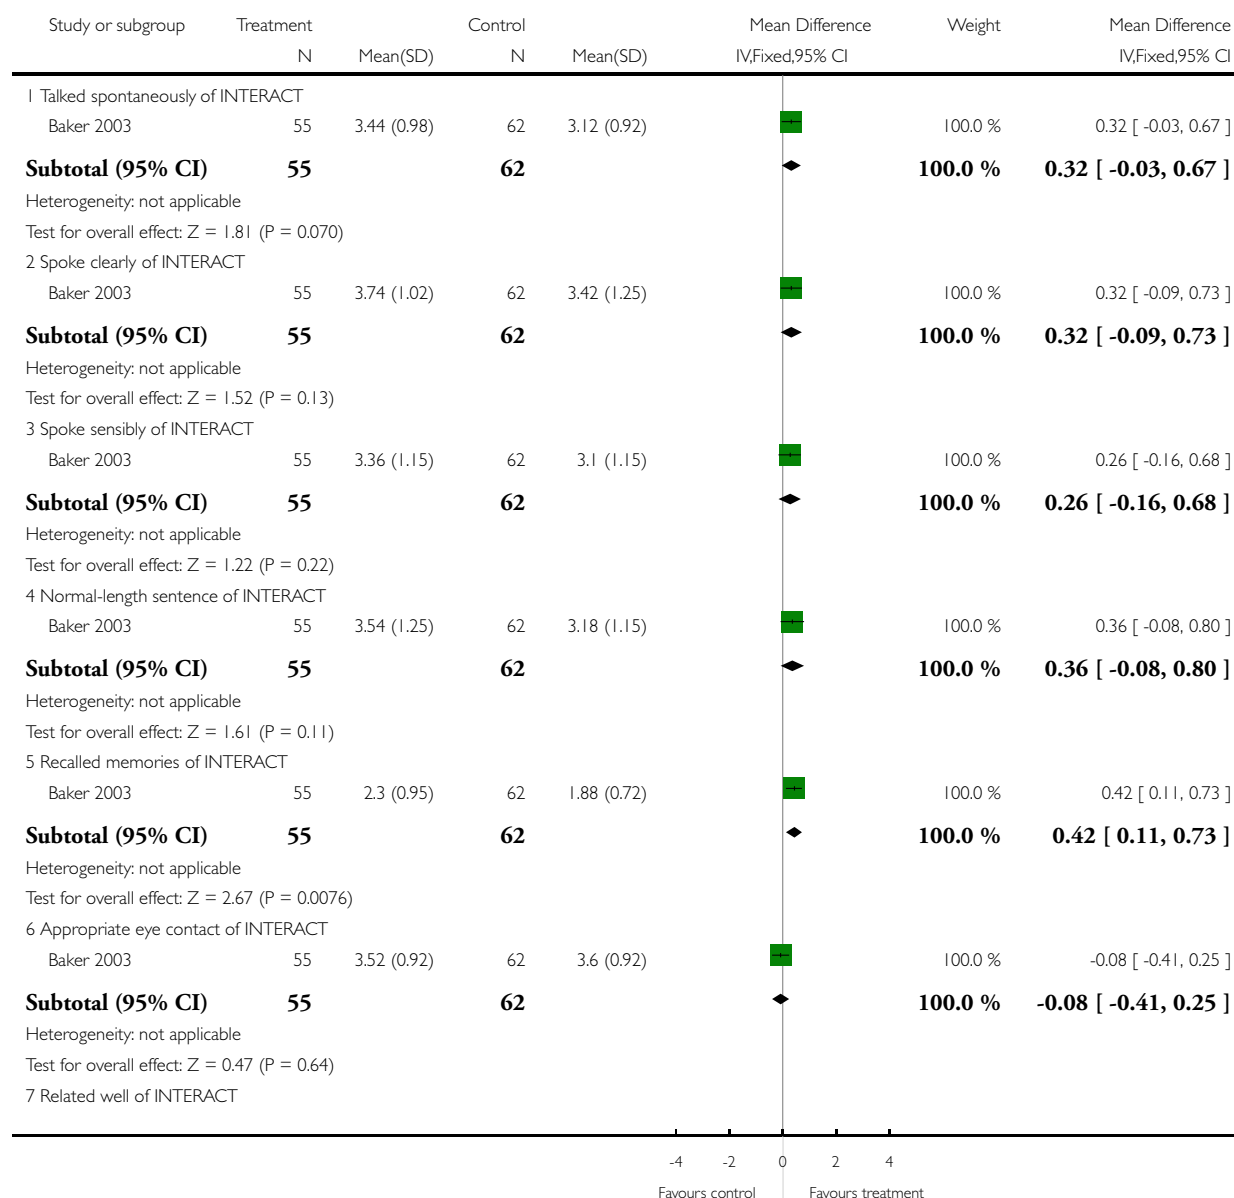 Study or subgroup Treatment Control Mean Difference Weight Mean Difference
N Mean(SD) N Mean(SD) IV,Fixed,95% CI IV,Fixed,95% CI
1 Talked spontaneously of INTERACT
Baker 2003 55 3.44 (0.98) 62 3.12 (0.92) 100.0 % 0.32 [ -0.03, 0.67 ]
Subtotal (95% CI) 55 62 100.0 % 0.32 [ -0.03, 0.67 ]
Heterogeneity: not applicable
Test for overall effect: Z = 1.81 (P = 0.070)
2 Spoke clearly of INTERACT
Baker 2003 55 3.74 (1.02) 62 3.42 (1.25) 100.0 % 0.32 [ -0.09, 0.73 ]
Subtotal (95% CI) 55 62 100.0 % 0.32 [ -0.09, 0.73 ]
Heterogeneity: not applicable
Test for overall effect: Z = 1.52 (P = 0.13)
3 Spoke sensibly of INTERACT
Baker 2003 55 3.36 (1.15) 62 3.1 (1.15) 100.0 % 0.26 [ -0.16, 0.68 ]
Subtotal (95% CI) 55 62 100.0 % 0.26 [ -0.16, 0.68 ]
Heterogeneity: not applicable
Test for overall effect: Z = 1.22 (P = 0.22)
4 Normal-length sentence of INTERACT
Baker 2003 55 3.54 (1.25) 62 3.18 (1.15) 100.0 % 0.36 [ -0.08, 0.80 ]
Subtotal (95% CI) 55 62 100.0 % 0.36 [ -0.08, 0.80 ]
Heterogeneity: not applicable
Test for overall effect: Z = 1.61 (P = 0.11)
5 Recalled memories of INTERACT
Baker 2003 55 2.3 (0.95) 62 1.88 (0.72) 100.0 % 0.42 [ 0.11, 0.73 ]
Subtotal (95% CI) 55 62 100.0 % 0.42 [ 0.11, 0.73 ]
Heterogeneity: not applicable
Test for overall effect: Z = 2.67 (P = 0.0076)
6 Appropriate eye contact of INTERACT
Baker 2003 55 3.52 (0.92) 62 3.6 (0.92) 100.0 % -0.08 [ -0.41, 0.25 ]
Subtotal (95% CI) 55 62 100.0 % -0.08 [ -0.41, 0.25 ]
Heterogeneity: not applicable
Test for overall effect: Z = 0.47 (P = 0.64)
7 Related well of INTERACT
-4 -2 0 2 4
Favours control Favours treatment